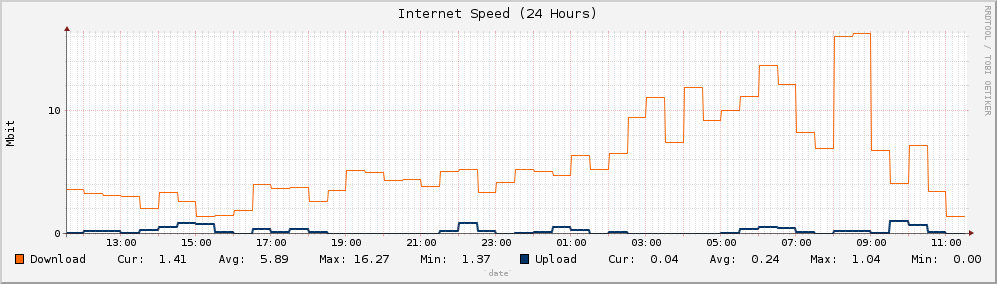 Internet Speed (24 Hours)
RRDTOOL / TOBI OETIKER
Mbit
10
0
13:00 15:00 17:00 19:00 21:00 23:00 01:00 03:00 05:00 07:00 09:00 11:00
Download Cur: 1.41 Avg: 5.89 Max: 16.27 Min: 1.37 Upload Cur: 0.04 Avg: 0.24 Max: 1.04 Min: 0.00
`date`